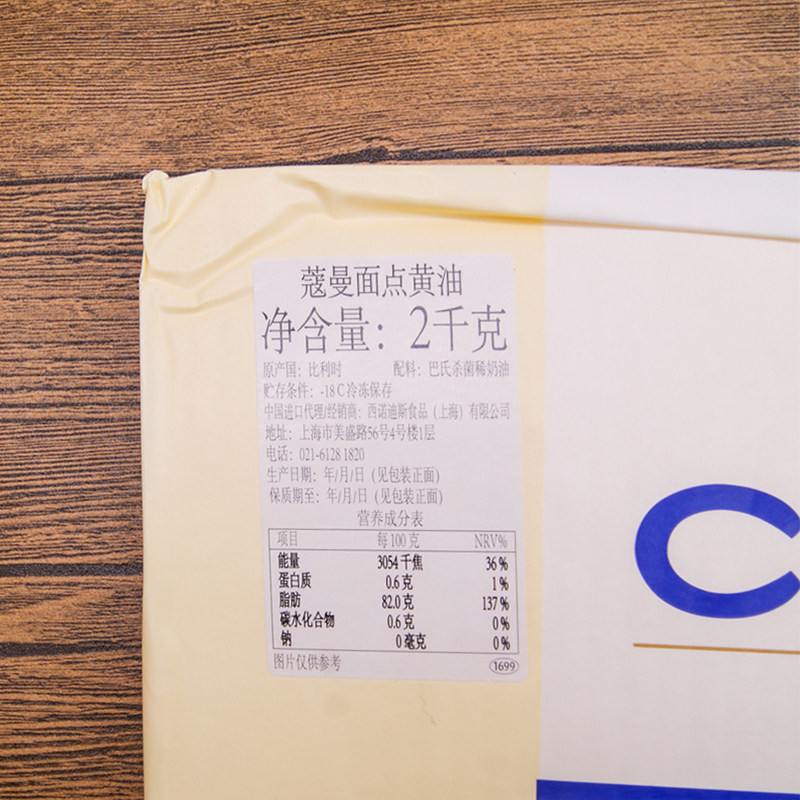 蔻曼面点黄油
净含量：2千克
原产国：比利时 配料：巴氏杀菌稀奶油
贮存条件：-18 C 冷冻保存
中国进口代理/经销商：西诺迪斯食品（上海）有限公司
地址：上海市美盛路56号4号楼1层
电话：021-6128 1820
生产日期：年/月/日（见包装正面）
保质期至：年/月/日（见包装正面）
营养成分表
项目 每100克 NRV%
能量 3054千焦 36%
蛋白质 0.6克 1%
脂肪 82.0克 137%
碳水化合物 0.6克 0%
钠 0毫克 0%
图片仅供参考 1699
C